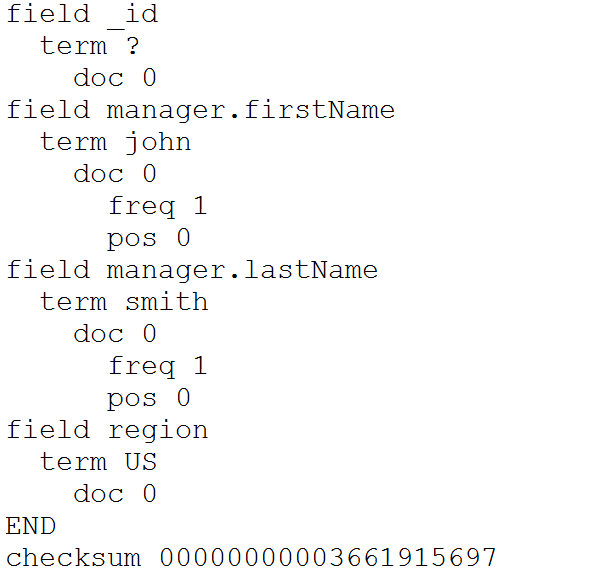 field _id
  term ?
    doc 0
field manager.firstName
  term john
    doc 0
      freq 1
      pos 0
field manager.lastName
  term smith
    doc 0
      freq 1
      pos 0
field region
  term US
    doc 0
END
checksum 00000000003661915697